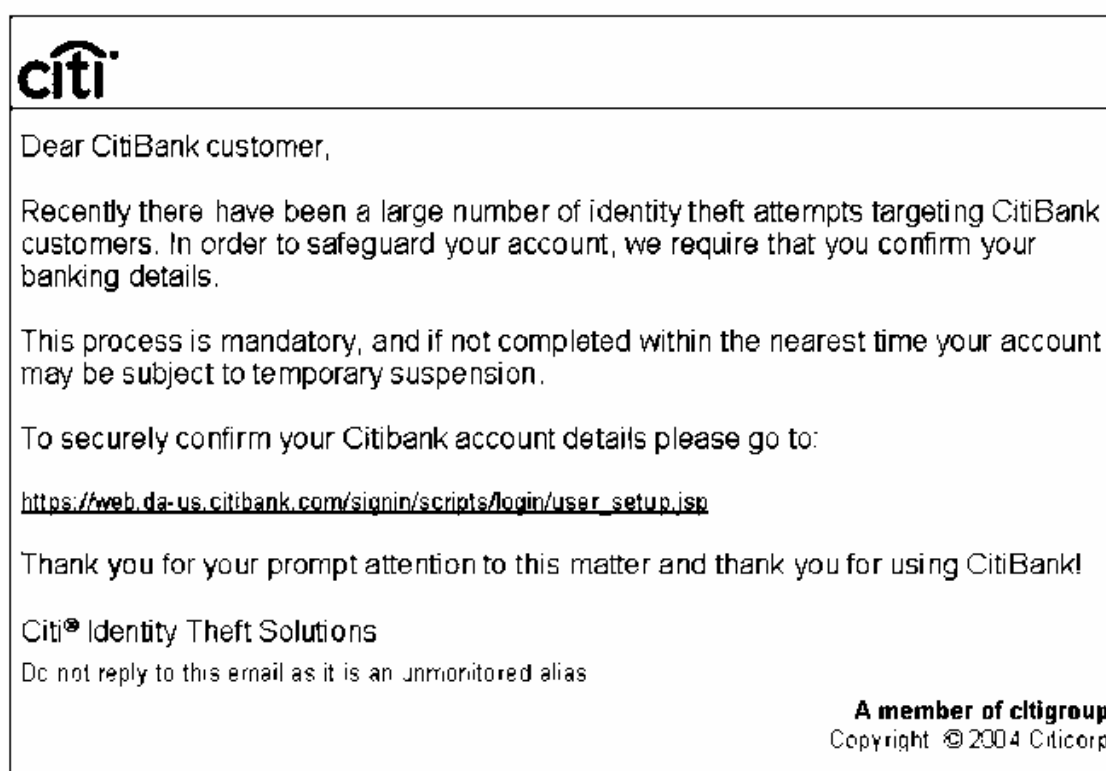 citi
Dear CitiBank customer,
Recently there have been a large number of identity theft attempts targeting CitiBank
customers. In order to safeguard your account, we require that you confirm your
banking details.
This process is mandatory, and if not completed within the nearest time your account
may be subject to temporary suspension.
To securely confirm your Citibank account details please go to:
https://web.da-us.citibank.com/signin/scripts/login/user_setup.jsp
Thank you for your prompt attention to this matter and thank you for using CitiBank!
Citi® Identity Theft Solutions
Do not reply to this email as it is an unmonitored alias
A member of citigroup
Copyright © 2004 Citicorp